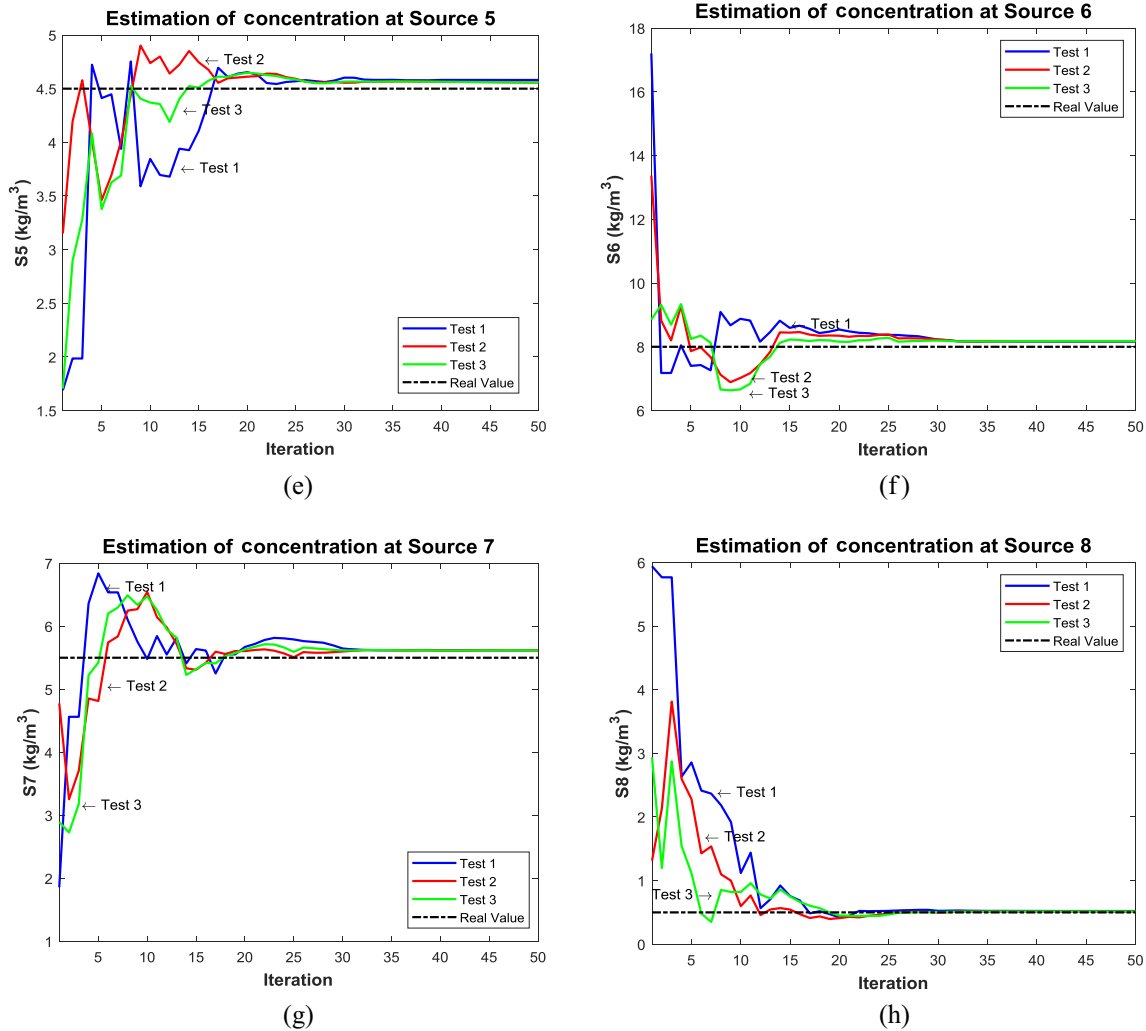 Estimation of concentration at Source 5
5
4.5
4
3.5
3
2.5
2
1.5
S5 (kg/m³)
← Test 2
← Test 3
← Test 1
Test 1
Test 2
Test 3
Real Value
5 10 15 20 25 30 35 40 45 50
Iteration
(e)
Estimation of concentration at Source 6
18
16
14
12
10
8
6
S6 (kg/m³)
Test 1
Test 2
Test 3
Real Value
← Test 1
← Test 2
← Test 3
5 10 15 20 25 30 35 40 45 50
Iteration
(f)
Estimation of concentration at Source 7
7
6
5
4
3
2
1
S7 (kg/m³)
← Test 1
← Test 2
← Test 3
Test 1
Test 2
Test 3
Real Value
5 10 15 20 25 30 35 40 45 50
Iteration
(g)
Estimation of concentration at Source 8
6
5
4
3
2
1
0
S8 (kg/m³)
Test 1
Test 2
Test 3
Real Value
← Test 1
← Test 2
Test 3 →
5 10 15 20 25 30 35 40 45 50
Iteration
(h)